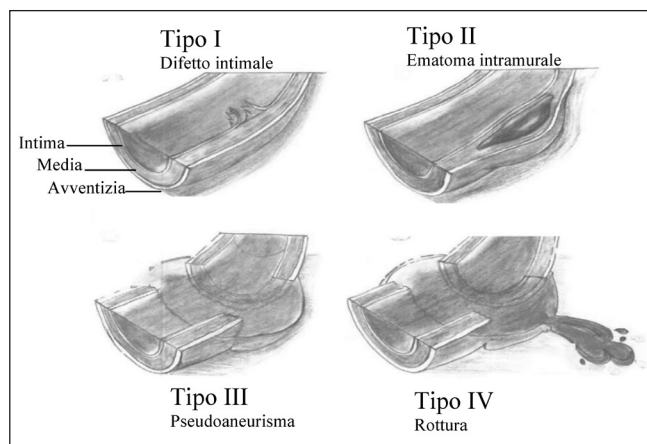 Tipo I
Difetto intimale
Tipo II
Ematoma intramurale
Intima
Media
Avventizia
Tipo III
Pseudoaneurisma
Tipo IV
Rottura